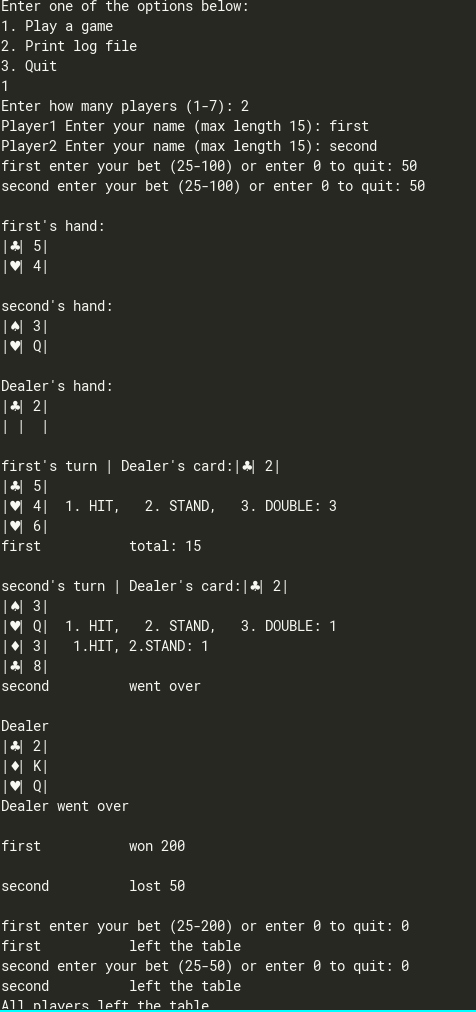 Enter one of the options below:
1. Play a game
2. Print log file
3. Quit
1
Enter how many players (1-7): 2
Player1 Enter your name (max length 15): first
Player2 Enter your name (max length 15): second
first enter your bet (25-100) or enter 0 to quit: 50
second enter your bet (25-100) or enter 0 to quit: 50
first's hand:
|♣| 5|
|♥| 4|
second's hand:
|♠| 3|
|♥| Q|
Dealer's hand:
|♣| 2|
| |  |
first's turn | Dealer's card:|♣| 2|
|♣| 5|
|♥| 4|  1. HIT,   2. STAND,   3. DOUBLE: 3
|♥| 6|
first           total: 15
second's turn | Dealer's card:|♣| 2|
|♠| 3|
|♥| Q|  1. HIT,   2. STAND,   3. DOUBLE: 1
|♦| 3|   1.HIT, 2.STAND: 1
|♣| 8|
second          went over
Dealer
|♣| 2|
|♦| K|
|♥| Q|
Dealer went over
first           won 200
second          lost 50
first enter your bet (25-200) or enter 0 to quit: 0
first           left the table
second enter your bet (25-50) or enter 0 to quit: 0
second          left the table
All players left the table